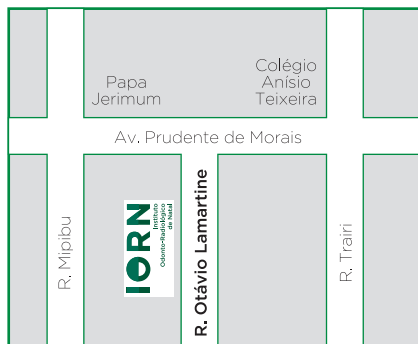 Papa
Jerimum
Colégio
Anísio
Teixeira
Av. Prudente de Morais
R. Mipibu
IORN
Instituto
Odonto-Radiológico
de Natal
R. Otávio Lamartine
R. Trairi